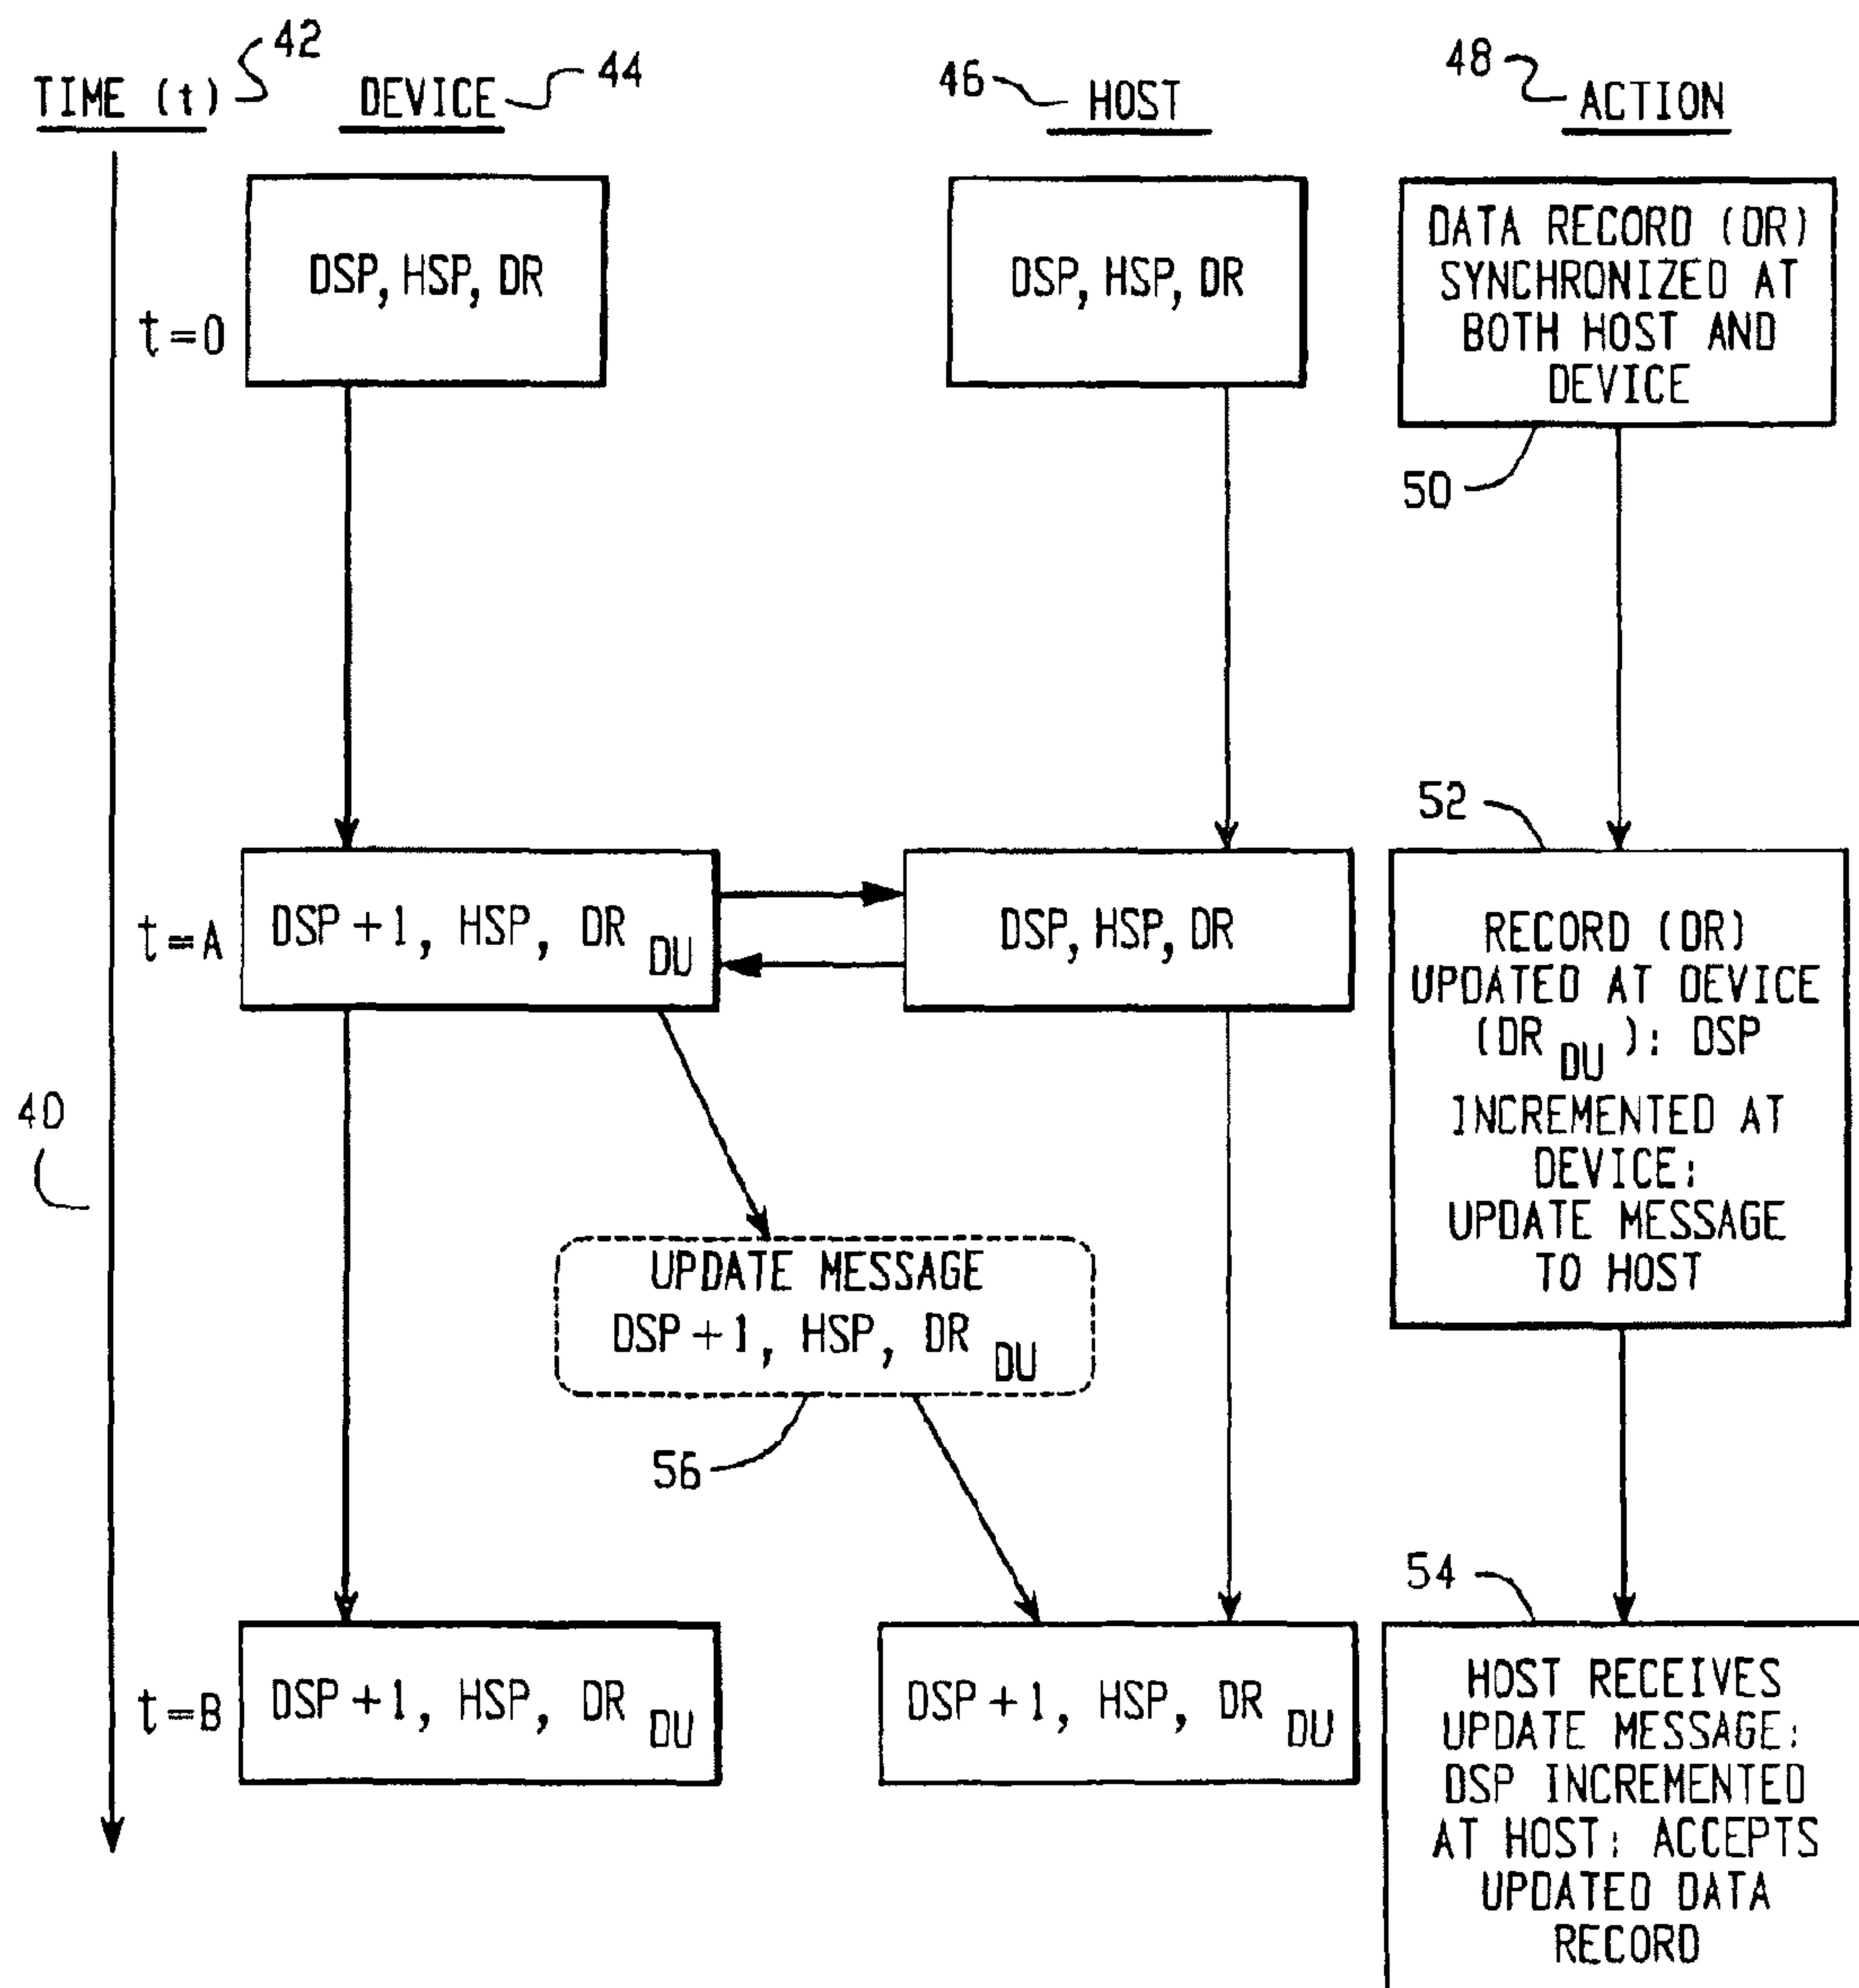 TIME (t) 42
DEVICE 44
46 HOST
48 ACTION
t=0
DSP, HSP, DR
DSP, HSP, DR
DATA RECORD (DR)
SYNCHRONIZED AT
BOTH HOST AND
DEVICE
50
52
t=A
DSP+1, HSP, DR DU
DSP, HSP, DR
RECORD (DR)
UPDATED AT DEVICE
(DR DU): DSP
INCREMENTED AT
DEVICE:
UPDATE MESSAGE
TO HOST
40
UPDATE MESSAGE
DSP+1, HSP, DR DU
56
54
t=B
DSP+1, HSP, DR DU
DSP+1, HSP, DR DU
HOST RECEIVES
UPDATE MESSAGE:
DSP INCREMENTED
AT HOST: ACCEPTS
UPDATED DATA
RECORD